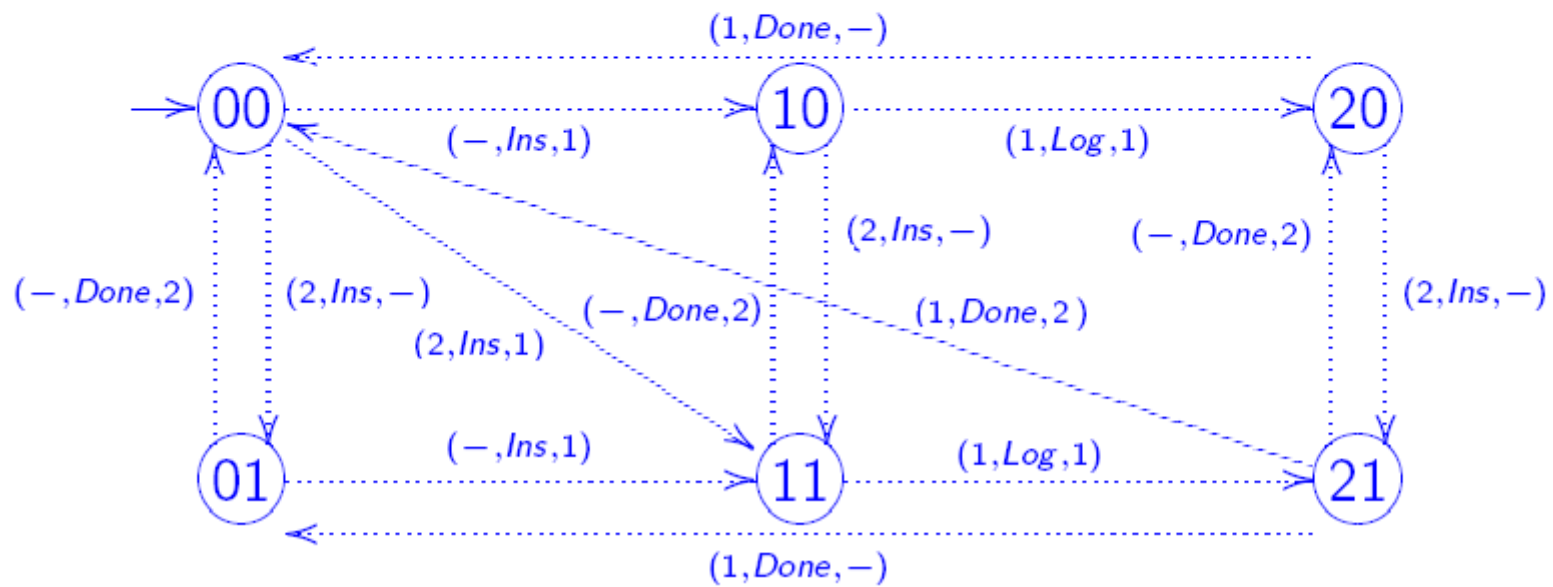 (1,Done,−)
00
10
20
(−,Ins,1)
(1,Log,1)
(2,Ins,−)
(−,Done,2)
(−,Done,2)
(2,Ins,−)
(2,Ins,−)
(−,Done,2)
(1,Done,2)
(2,Ins,1)
(−,Ins,1)
(1,Log,1)
01
11
21
(1,Done,−)